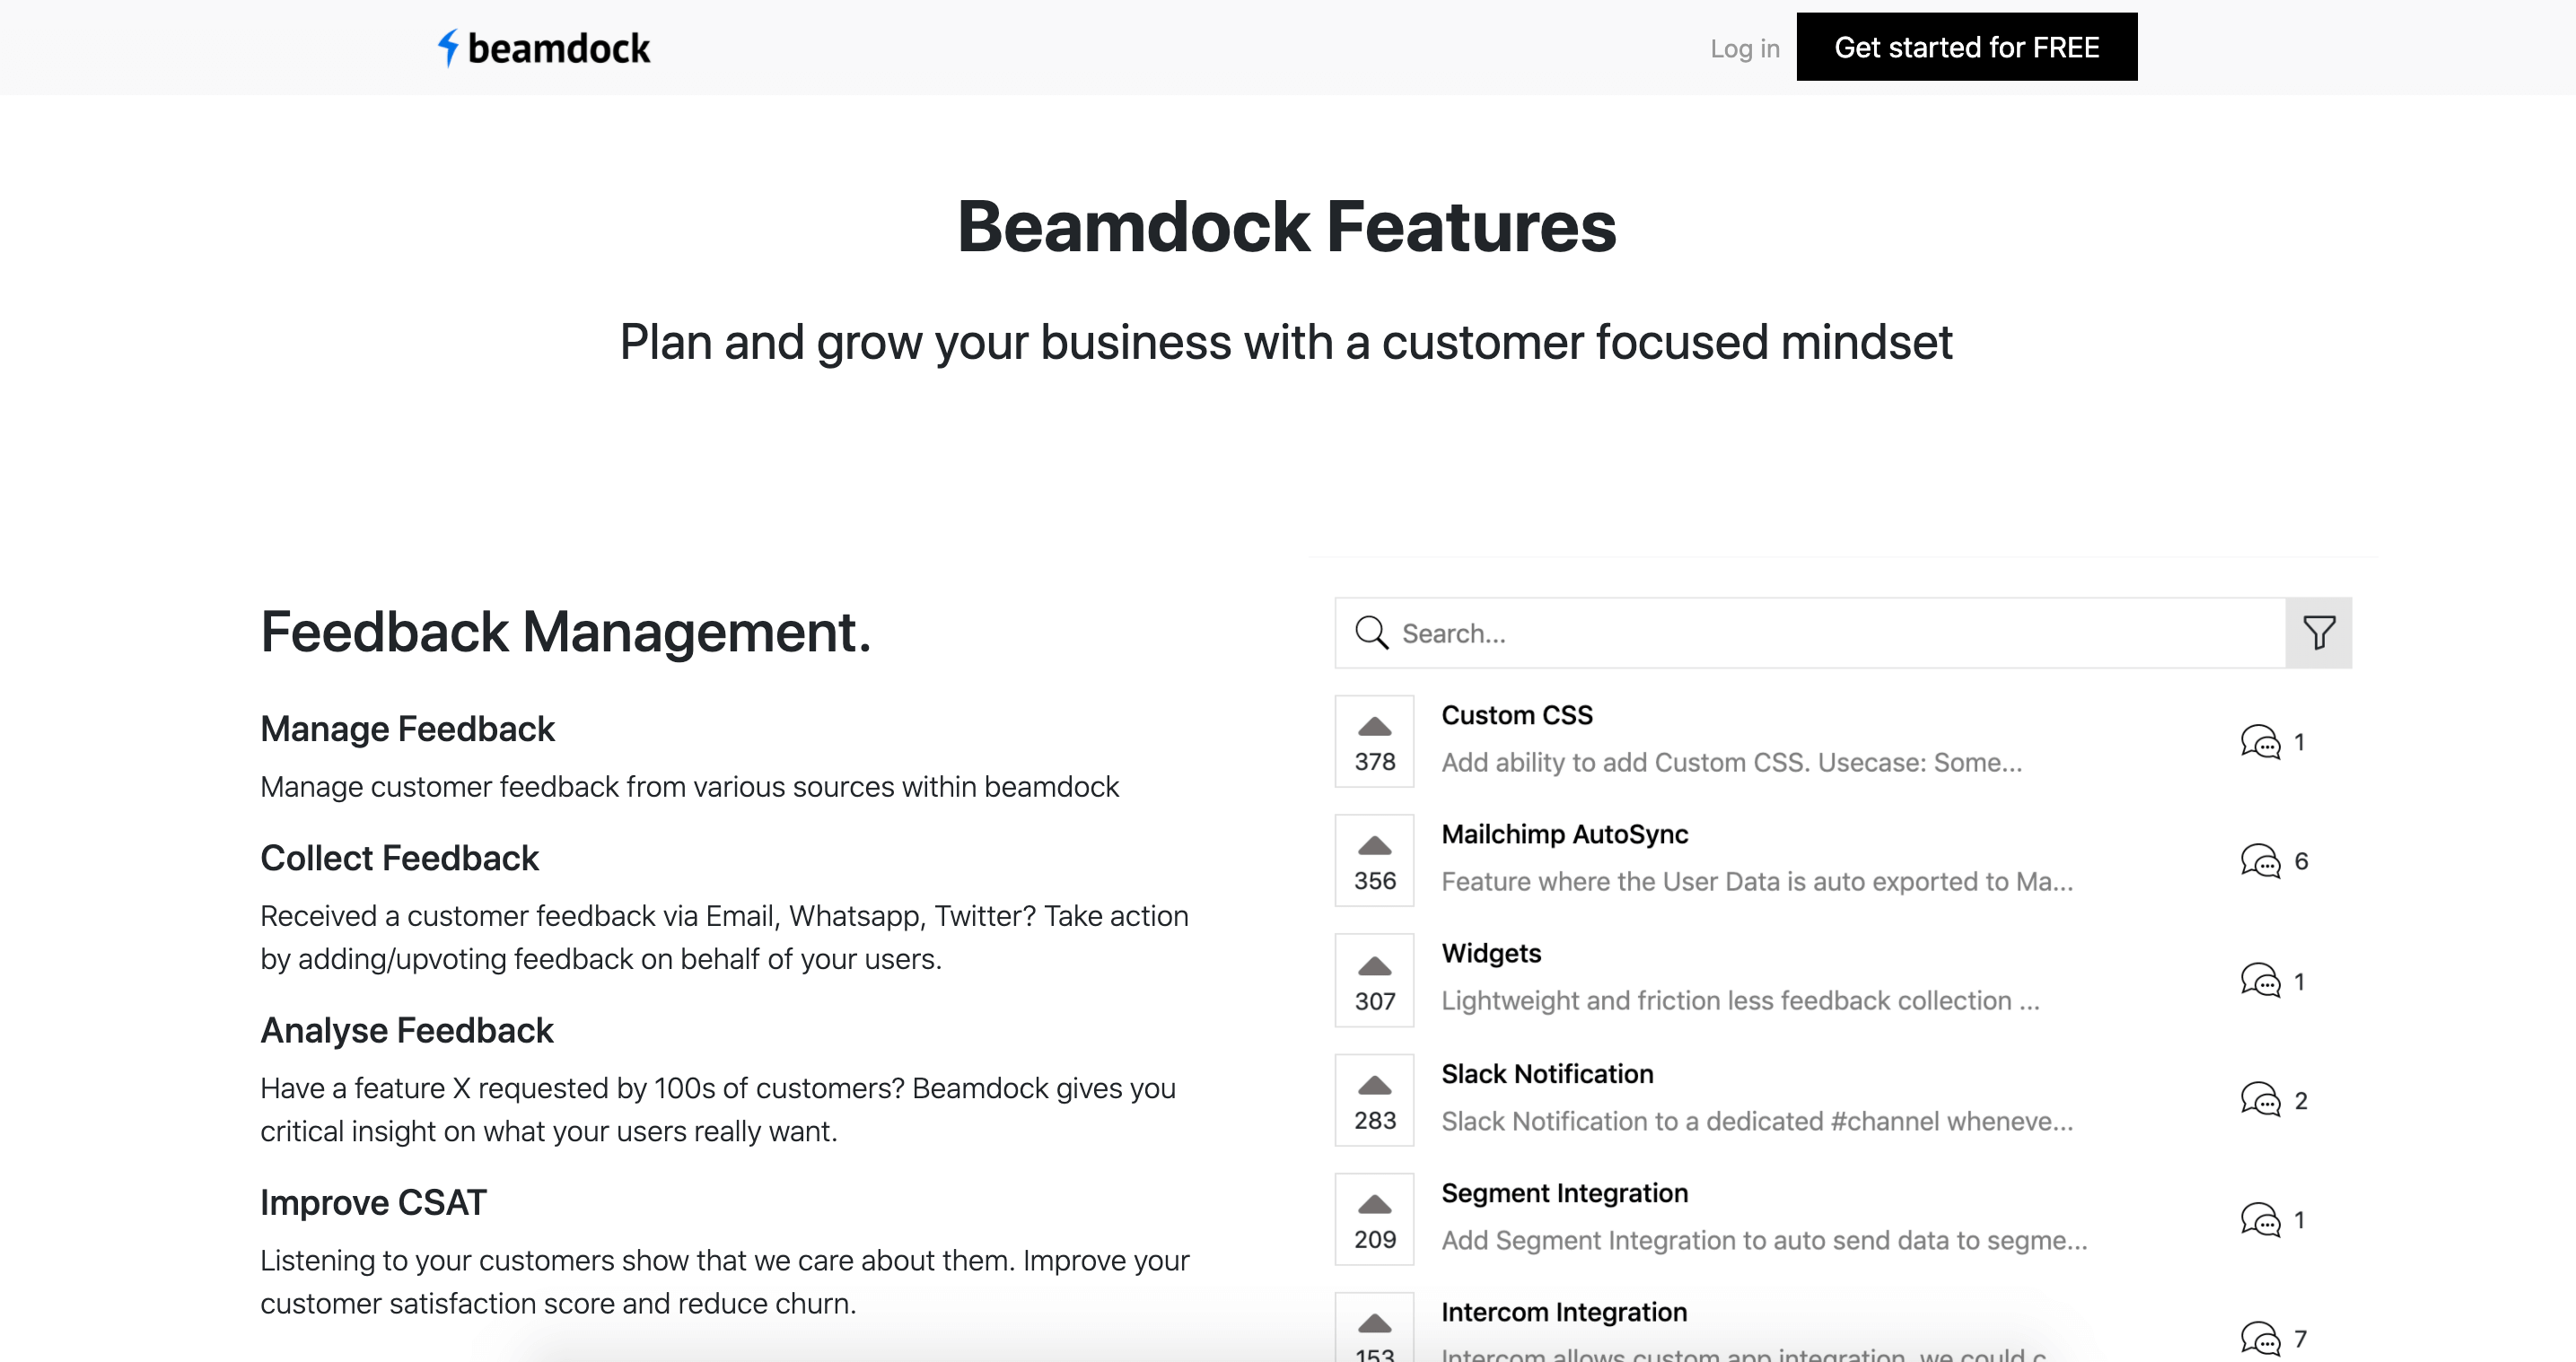 beamdock
Log in
Get started for FREE
Beamdock Features
Plan and grow your business with a customer focused mindset
Feedback Management.
Manage Feedback
Manage customer feedback from various sources within beamdock
Collect Feedback
Received a customer feedback via Email, Whatsapp, Twitter? Take action
by adding/upvoting feedback on behalf of your users.
Analyse Feedback
Have a feature X requested by 100s of customers? Beamdock gives you
critical insight on what your users really want.
Improve CSAT
Listening to your customers show that we care about them. Improve your
customer satisfaction score and reduce churn.
Search...
378
Custom CSS
Add ability to add Custom CSS. Usecase: Some...
1
356
Mailchimp AutoSync
Feature where the User Data is auto exported to Ma...
6
307
Widgets
Lightweight and friction less feedback collection ...
1
283
Slack Notification
Slack Notification to a dedicated #channel wheneve...
2
209
Segment Integration
Add Segment Integration to auto send data to segme...
1
153
Intercom Integration
Intercom allows custom app integration, we could c...
7